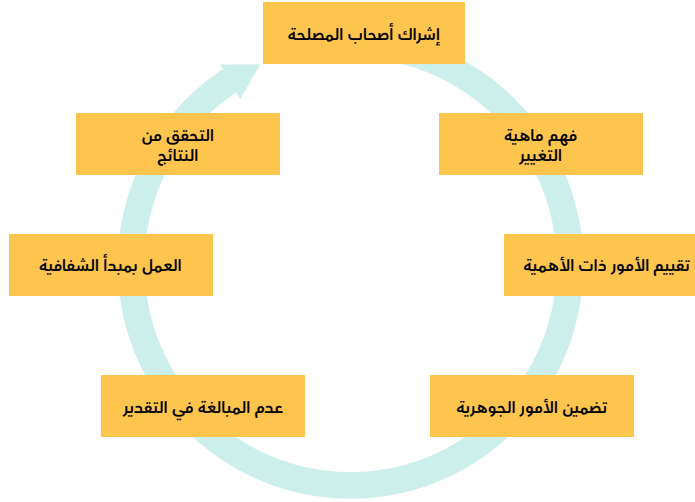 إشراك أصحاب المصلحة
فهم ماهية
التغيير
تقييم الأمور ذات الأهمية
تضمين الأمور الجوهرية
عدم المبالغة في التقدير
العمل بمبدأ الشفافية
التحقق من
النتائج